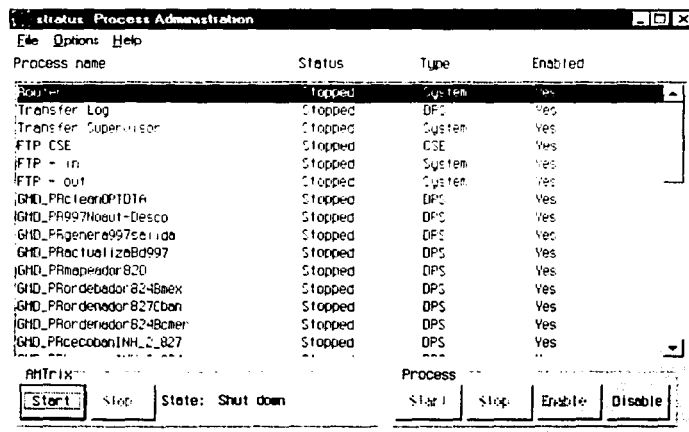 stratus Process Administration
File Options Help
Process name Status Type Enabled
Router Stopped System Yes
Transfer Log Stopped DPS Yes
Transfer Supervisor Stopped System Yes
FTP CSE Stopped CSE Yes
FTP - in Stopped System Yes
FTP - out Stopped System Yes
GMD_PRcleanOPTDTA Stopped DPS Yes
GMD_PR997Noaut-Desco Stopped DPS Yes
GMD_PRgenera997salida Stopped DPS Yes
GMD_PRactualizaBd997 Stopped DPS Yes
GMD_PRmapeador820 Stopped DPS Yes
GMD_PRordebador824Bmex Stopped DPS Yes
GMD_PRordenador827Cban Stopped DPS Yes
GMD_PRordenador824Bcmer Stopped DPS Yes
GMD_PRcecobanINH_2_827 Stopped DPS Yes
AMTrix Process
Start Stop State: Shut down Start Stop Enable Disable